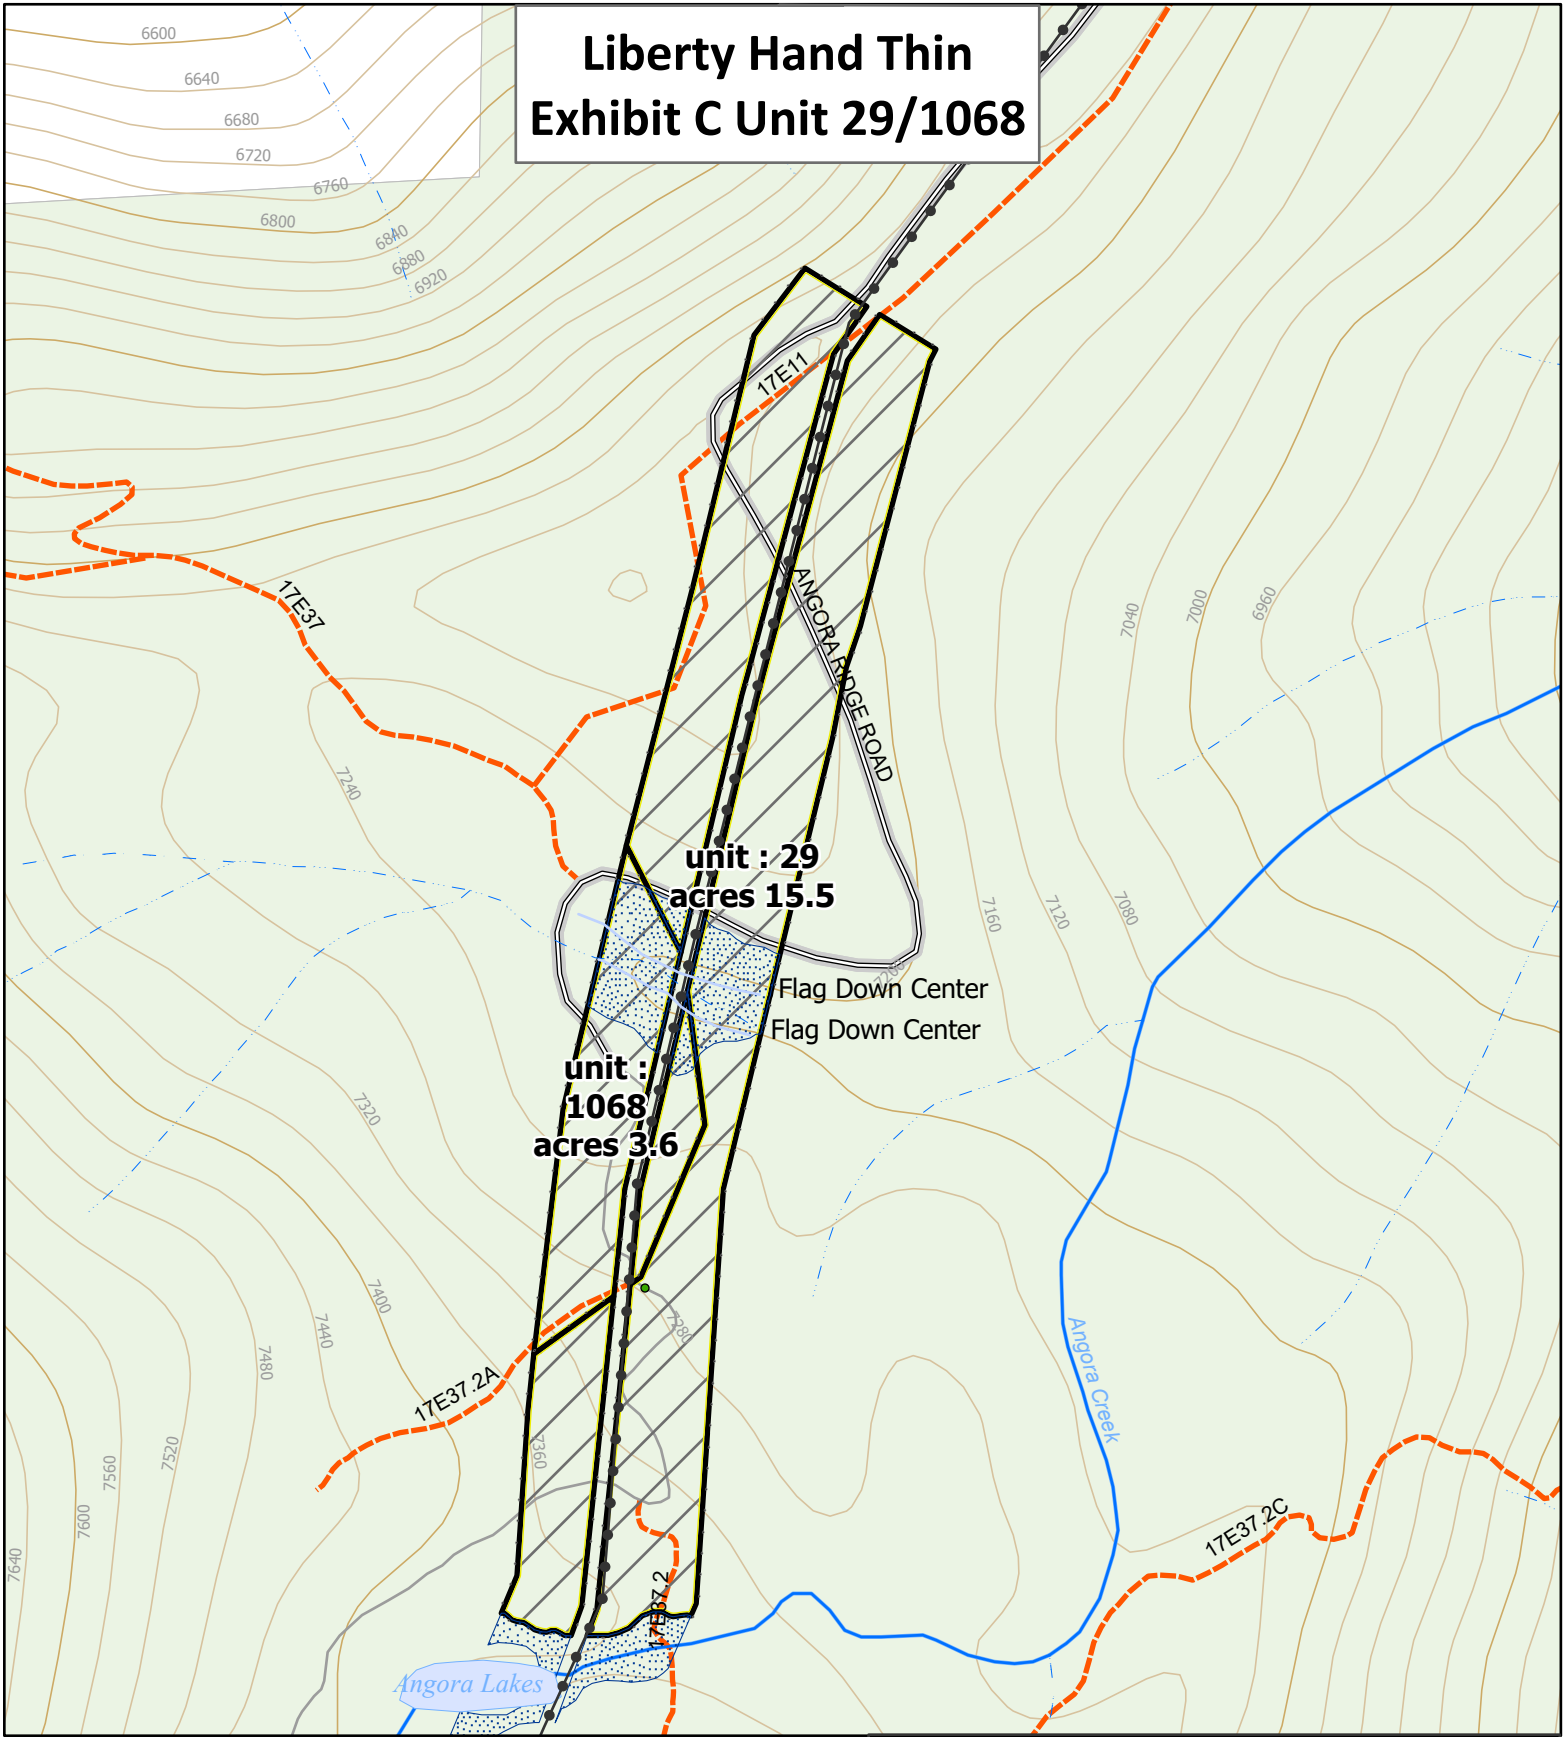 Liberty Hand Thin
Exhibit C Unit 29/1068
6600
6640
6680
6720
6760
6800
6840
6880
6920
17E11
17E37
ANGORA RIDGE ROAD
7040
7000
6960
7240
unit : 29
acres 15.5
7160
7120
7080
7200
Flag Down Center
Flag Down Center
unit :
1068
acres 3.6
7320
7400
7440
7480
7280
17E37.2A
7360
Angora Creek
7520
7560
7600
7640
17E37.2C
17E37.2
Angora Lakes